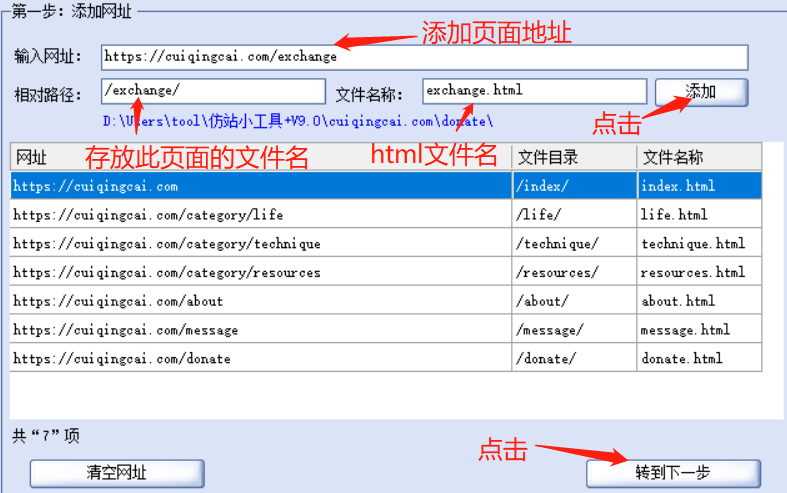 第一步：添加网址
添加页面地址
输入网址： https://cuiqingcai.com/exchange
相对路径： /exchange/ 文件名称： exchange.html 添加
D:\Users\tool\仿站小工具+V9.0\cuiqingcai.com\donate\ 点击
存放此页面的文件名 html文件名
网址 文件目录 文件名称
https://cuiqingcai.com /index/ index.html
https://cuiqingcai.com/category/life /life/ life.html
https://cuiqingcai.com/category/technique /technique/ technique.html
https://cuiqingcai.com/category/resources /resources/ resources.html
https://cuiqingcai.com/about /about/ about.html
https://cuiqingcai.com/message /message/ message.html
https://cuiqingcai.com/donate /donate/ donate.html
共“7”项
点击
清空网址 转到下一步